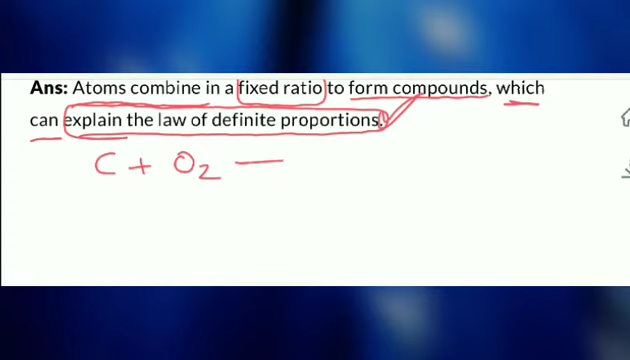 Ans: Atoms combine in a fixed ratio to form compounds, which
can explain the law of definite proportions.
C + O₂ —